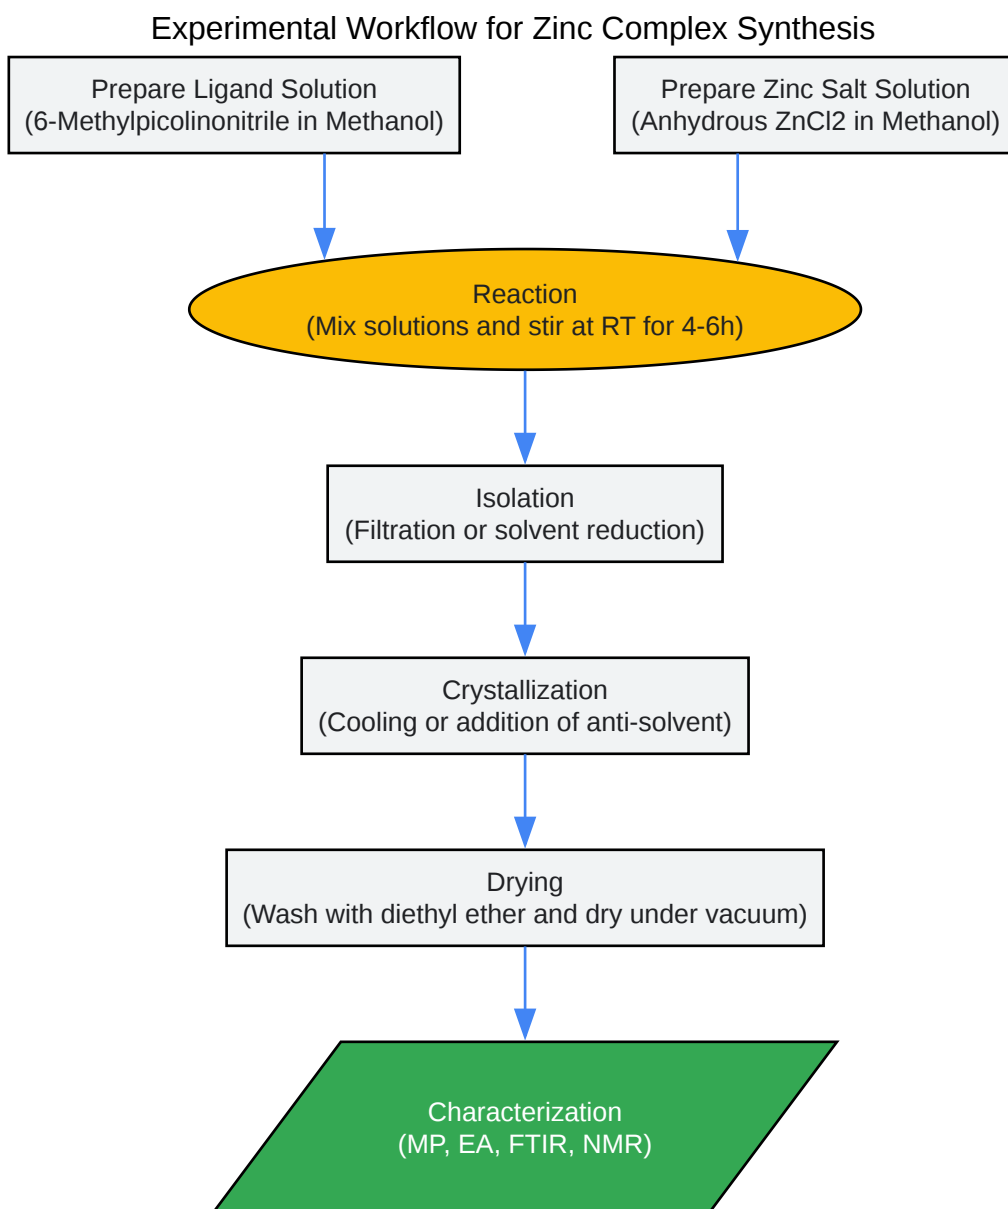 Experimental Workflow for Zinc Complex Synthesis
Prepare Ligand Solution
(6-Methylpicolinonitrile in Methanol)
Prepare Zinc Salt Solution
(Anhydrous ZnCl2 in Methanol)
Reaction
(Mix solutions and stir at RT for 4-6h)
Isolation
(Filtration or solvent reduction)
Crystallization
(Cooling or addition of anti-solvent)
Drying
(Wash with diethyl ether and dry under vacuum)
Characterization
(MP, EA, FTIR, NMR)